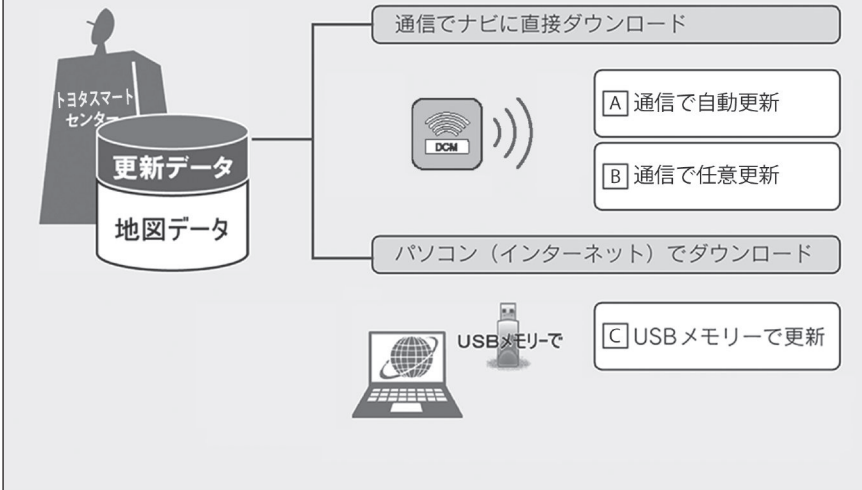 通信でナビに直接ダウンロード
トヨタスマート
センター
更新データ
地図データ
DCM
A 通信で自動更新
B 通信で任意更新
パソコン（インターネット）でダウンロード
USBメモリーで
C USBメモリーで更新